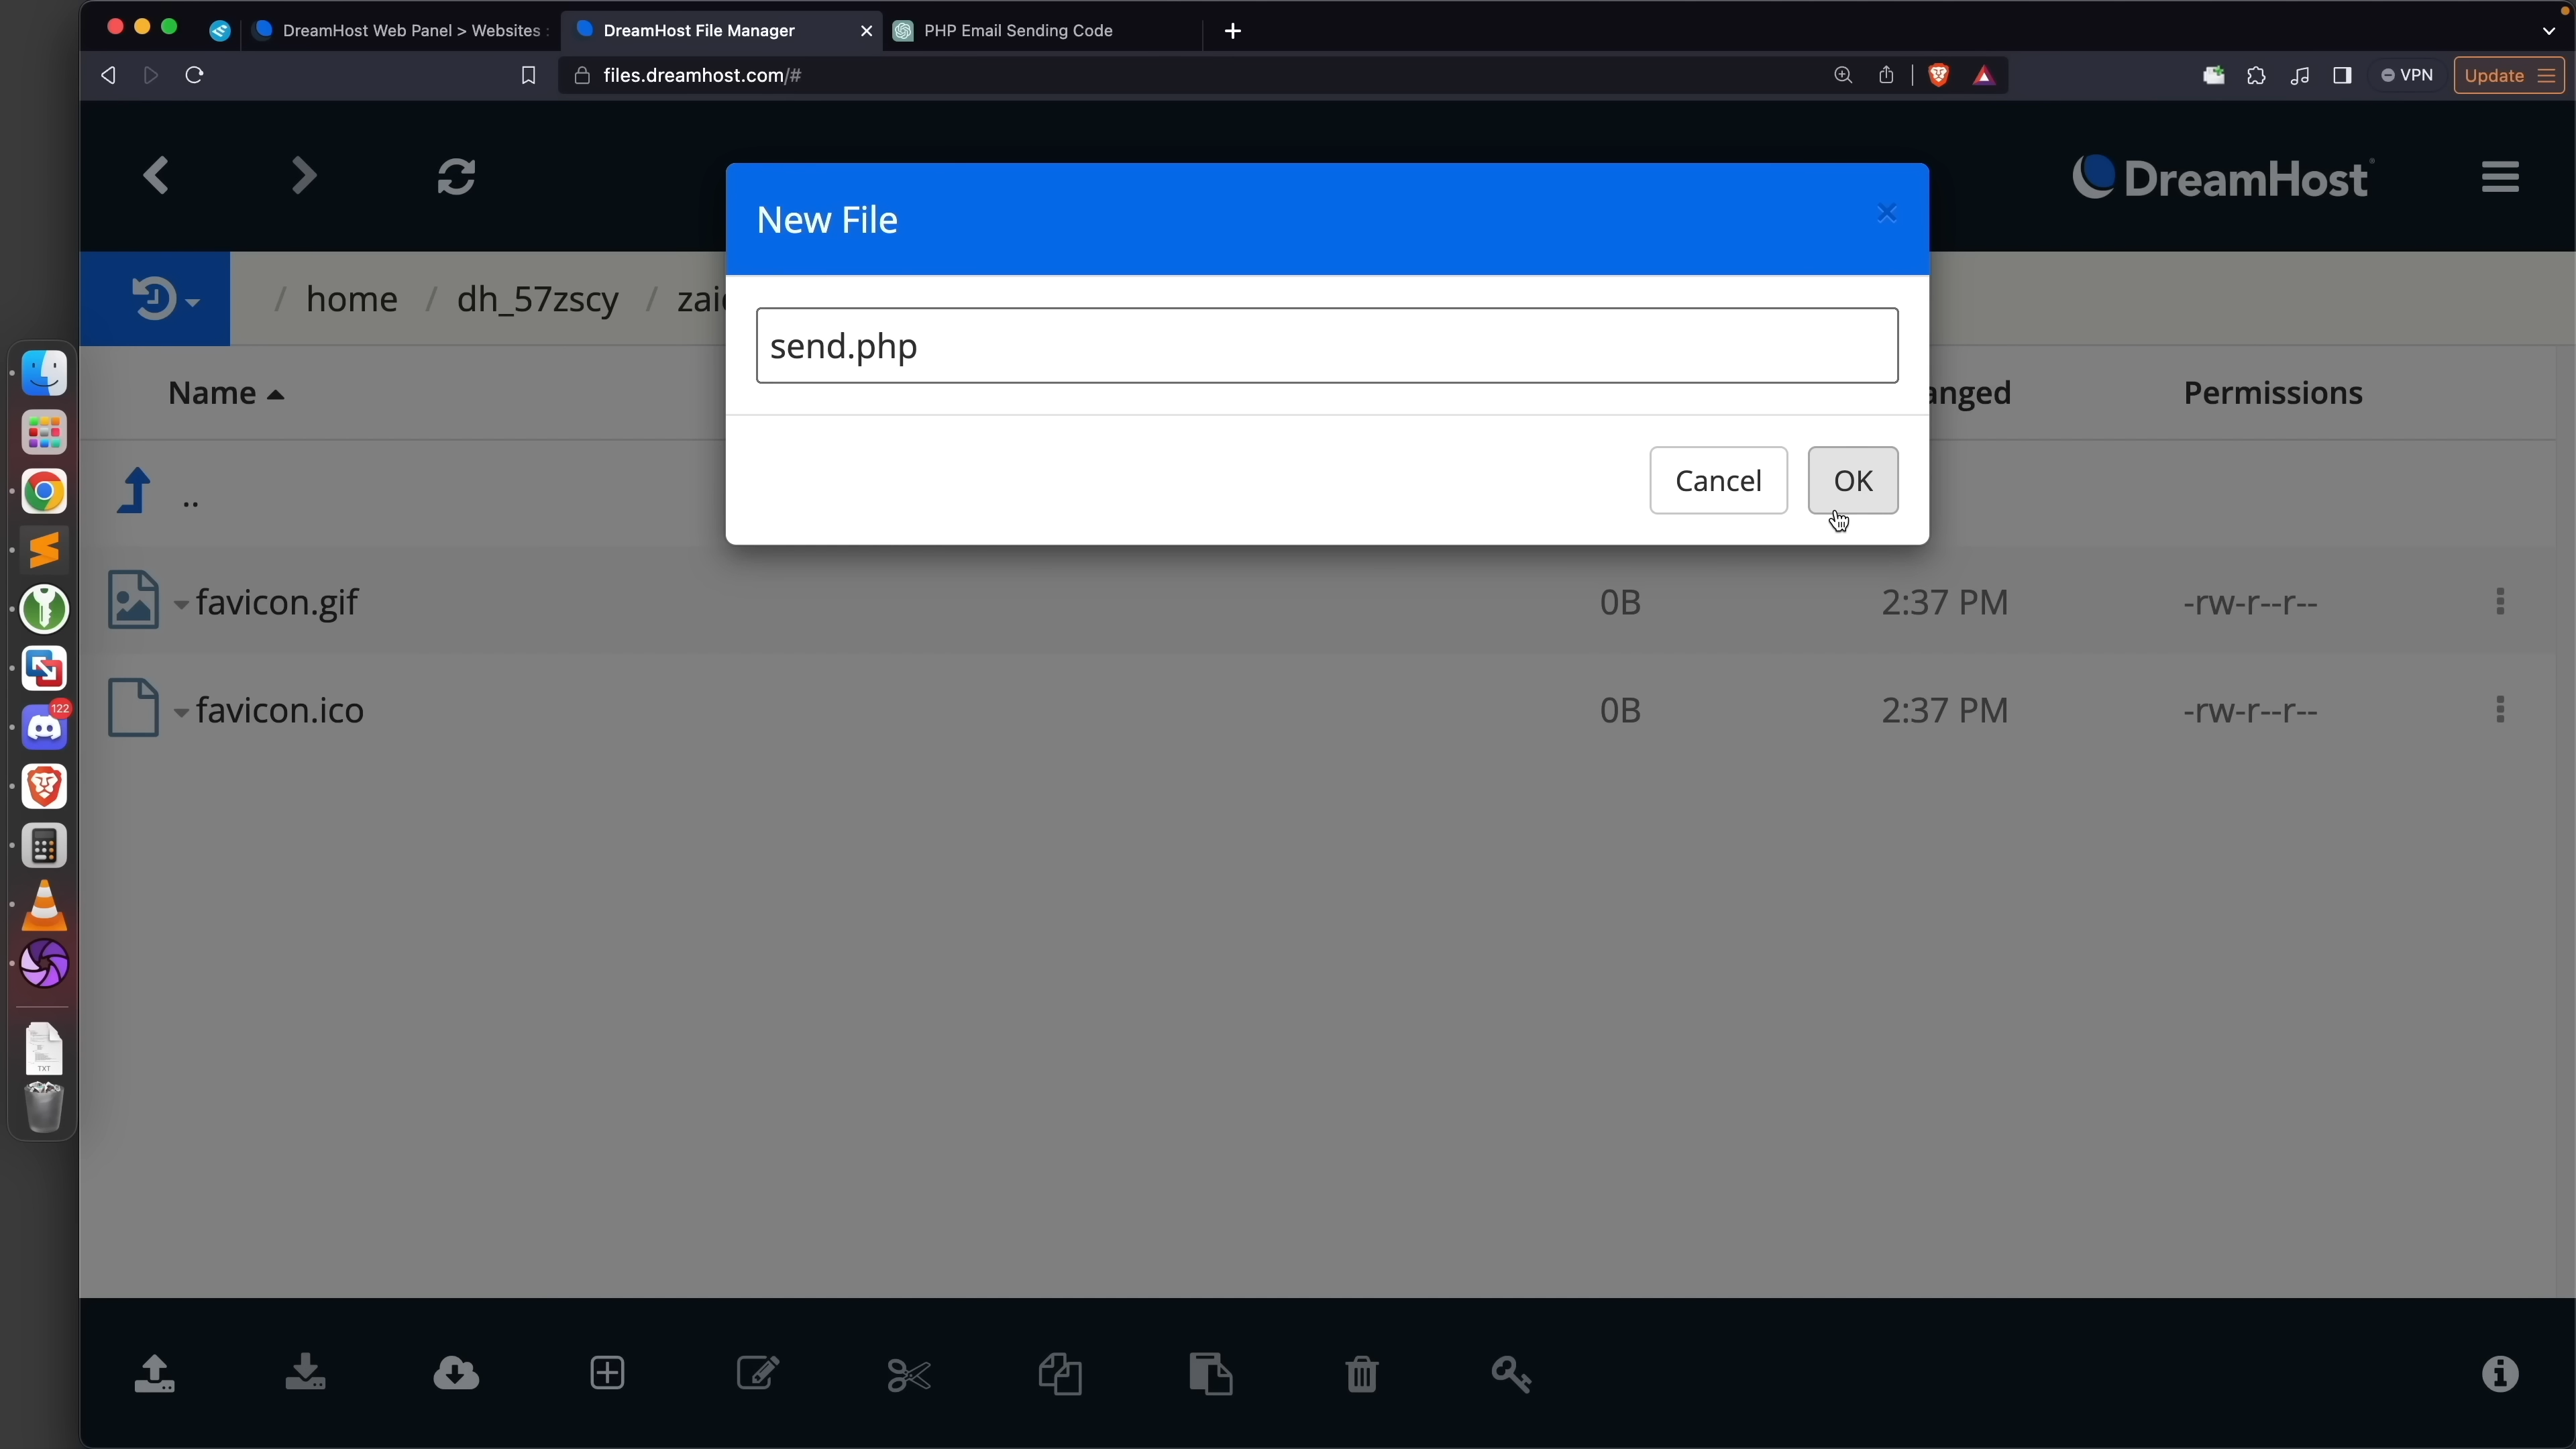 DreamHost Web Panel > Websites
DreamHost File Manager
PHP Email Sending Code
files.dreamhost.com/#
VPN
Update
DreamHost
New File
/ home / dh_57zscy /
send.php
Name
Permissions
Cancel
OK
..
favicon.gif 0B 2:37 PM -rw-r--r--
favicon.ico 0B 2:37 PM -rw-r--r--
122
TXT